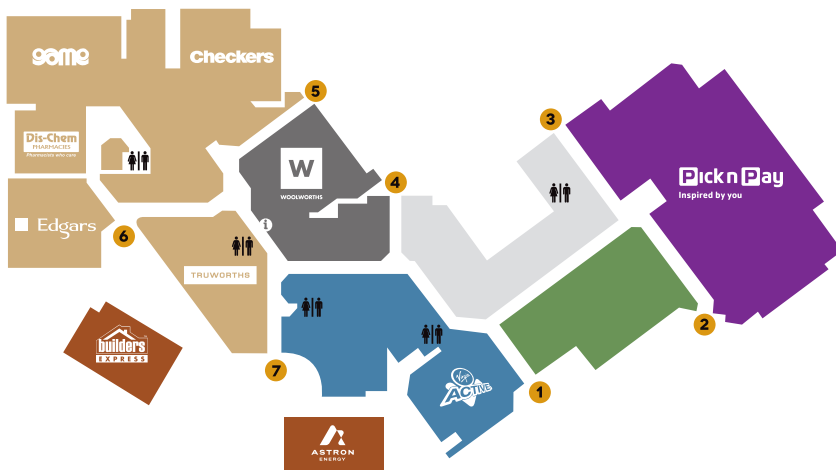 game
Checkers
5
Dis-Chem
PHARMACIES
Pharmacists who care
3
W
WOOLWORTHS
4
Pick n Pay
Inspired by you
Edgars
i
6
TRUWORTHS
2
builders
EXPRESS
7
Virgin
ACTIVE
1
ASTRON
ENERGY